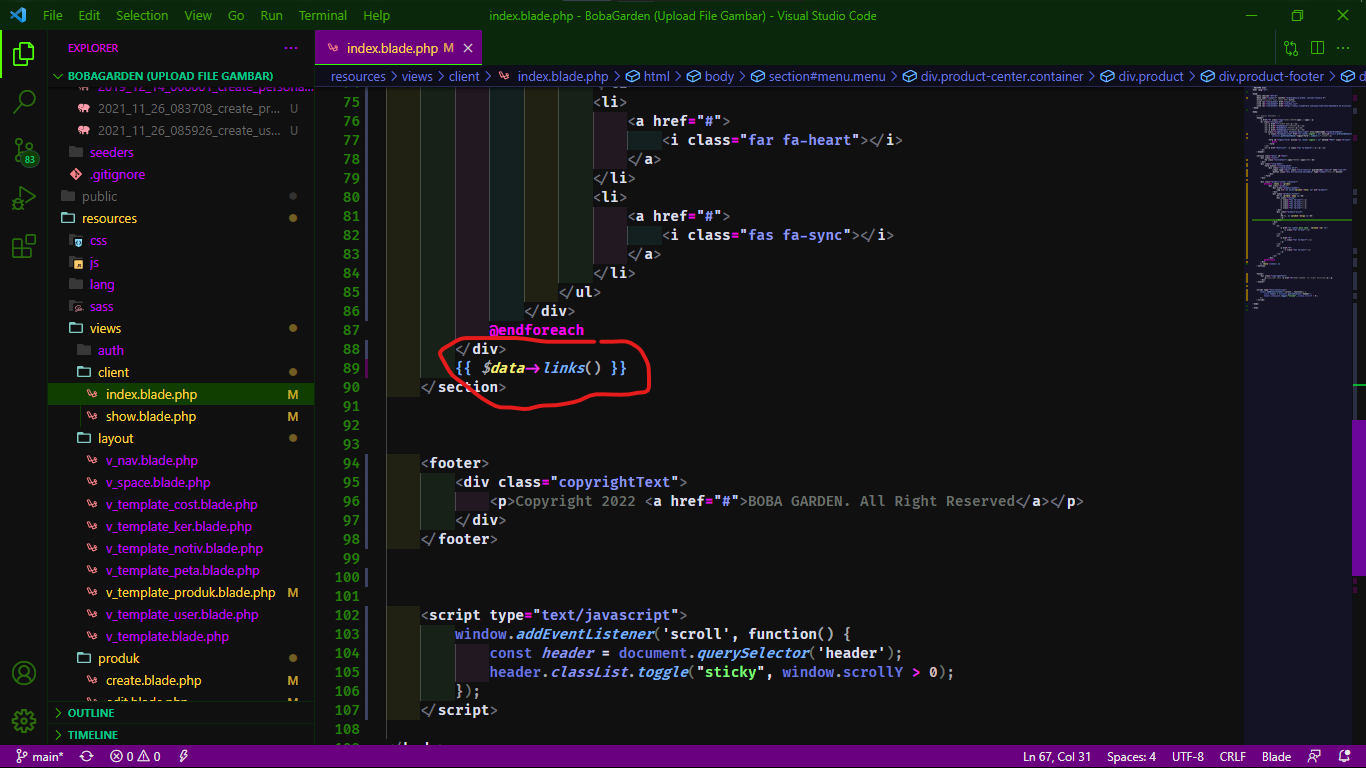 File Edit Selection View Go Run Terminal Help index.blade.php - BobaGarden (Upload File Gambar) - Visual Studio Code
EXPLORER ···
index.blade.php M
BOBAGARDEN (UPLOAD FILE GAMBAR)
resources > views > client > index.blade.php > html > body > section#menu.menu > div.product-center.container > div.product > div.product-footer > d
2021_11_26_083708_create_pr... U
2021_11_26_085926_create_us... U
seeders
.gitignore
public
resources
css
js
lang
sass
views
auth
client
index.blade.php M
show.blade.php M
layout
v_nav.blade.php
v_space.blade.php
v_template_cost.blade.php
v_template_ker.blade.php
v_template_notiv.blade.php
v_template_peta.blade.php
v_template_produk.blade.php M
v_template_user.blade.php
v_template.blade.php
produk
create.blade.php M
edit.blade.php M
OUTLINE
TIMELINE
83
75 <li>
76 <a href="#">
77 <i class="far fa-heart"></i>
78 </a>
79 </li>
80 <li>
81 <a href="#">
82 <i class="fas fa-sync"></i>
83 </a>
84 </li>
85 </ul>
86 </div>
87 @endforeach
88 </div>
89 {{ $data->links() }}
90 </section>
91
92
93
94 <footer>
95 <div class="copyrightText">
96 <p>Copyright 2022 <a href="#">BOBA GARDEN. All Right Reserved</a></p>
97 </div>
98 </footer>
99
100
101
102 <script type="text/javascript">
103 window.addEventListener('scroll', function() {
104 const header = document.querySelector('header');
105 header.classList.toggle("sticky", window.scrollY > 0);
106 });
107 </script>
108
main* 0 0 Ln 67, Col 31 Spaces: 4 UTF-8 CRLF Blade